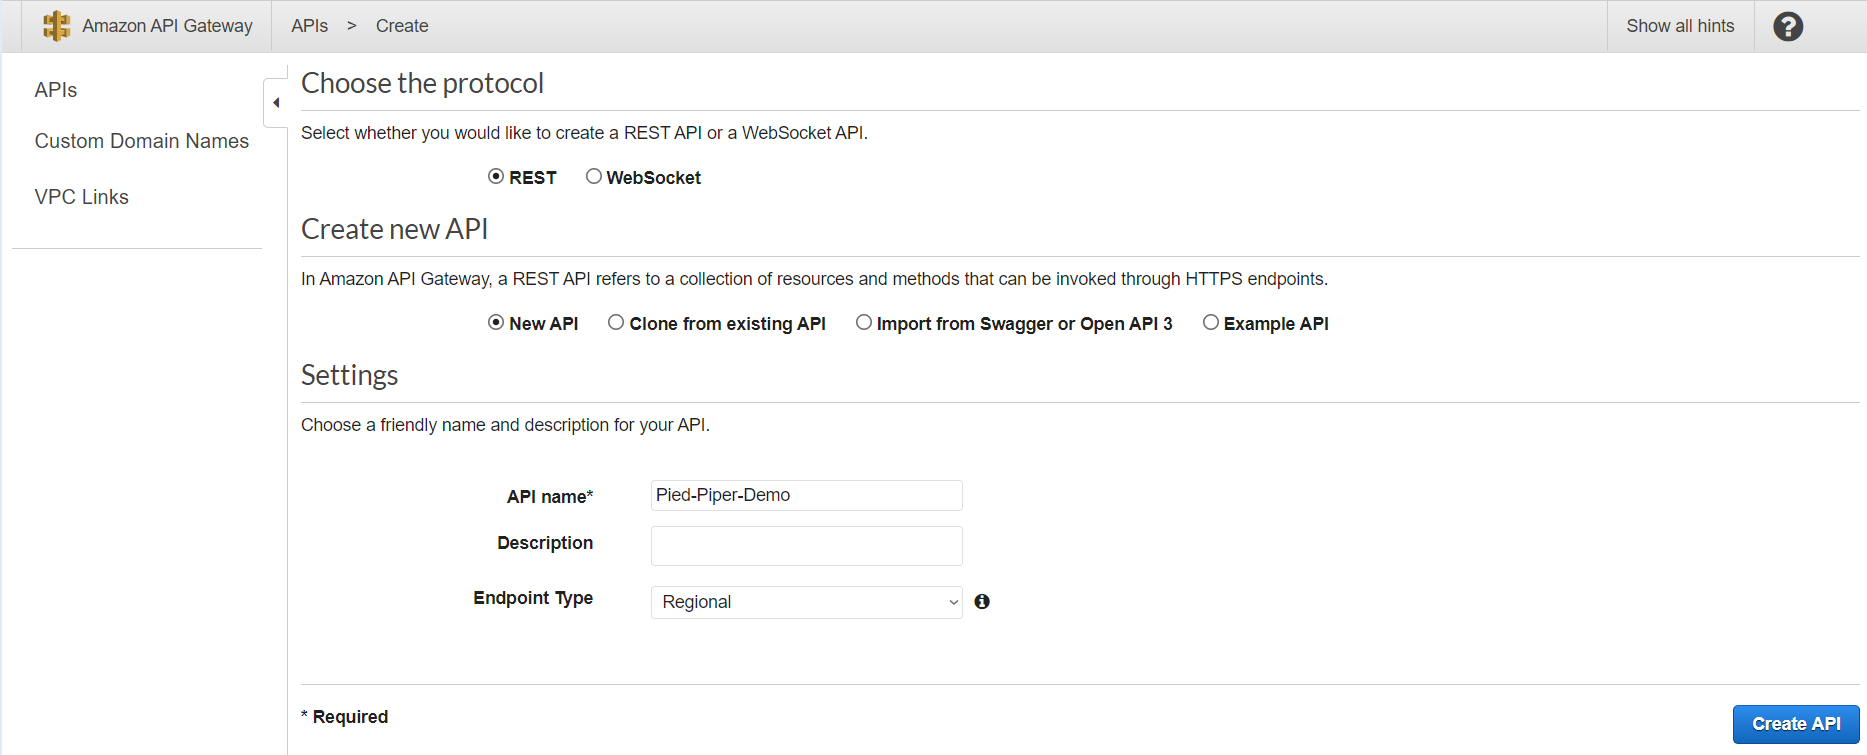 Amazon API Gateway APIs > Create Show all hints ?
APIs
Custom Domain Names
VPC Links
Choose the protocol
Select whether you would like to create a REST API or a WebSocket API.
REST WebSocket
Create new API
In Amazon API Gateway, a REST API refers to a collection of resources and methods that can be invoked through HTTPS endpoints.
New API Clone from existing API Import from Swagger or Open API 3 Example API
Settings
Choose a friendly name and description for your API.
API name* Pied-Piper-Demo
Description
Endpoint Type Regional
* Required
Create API